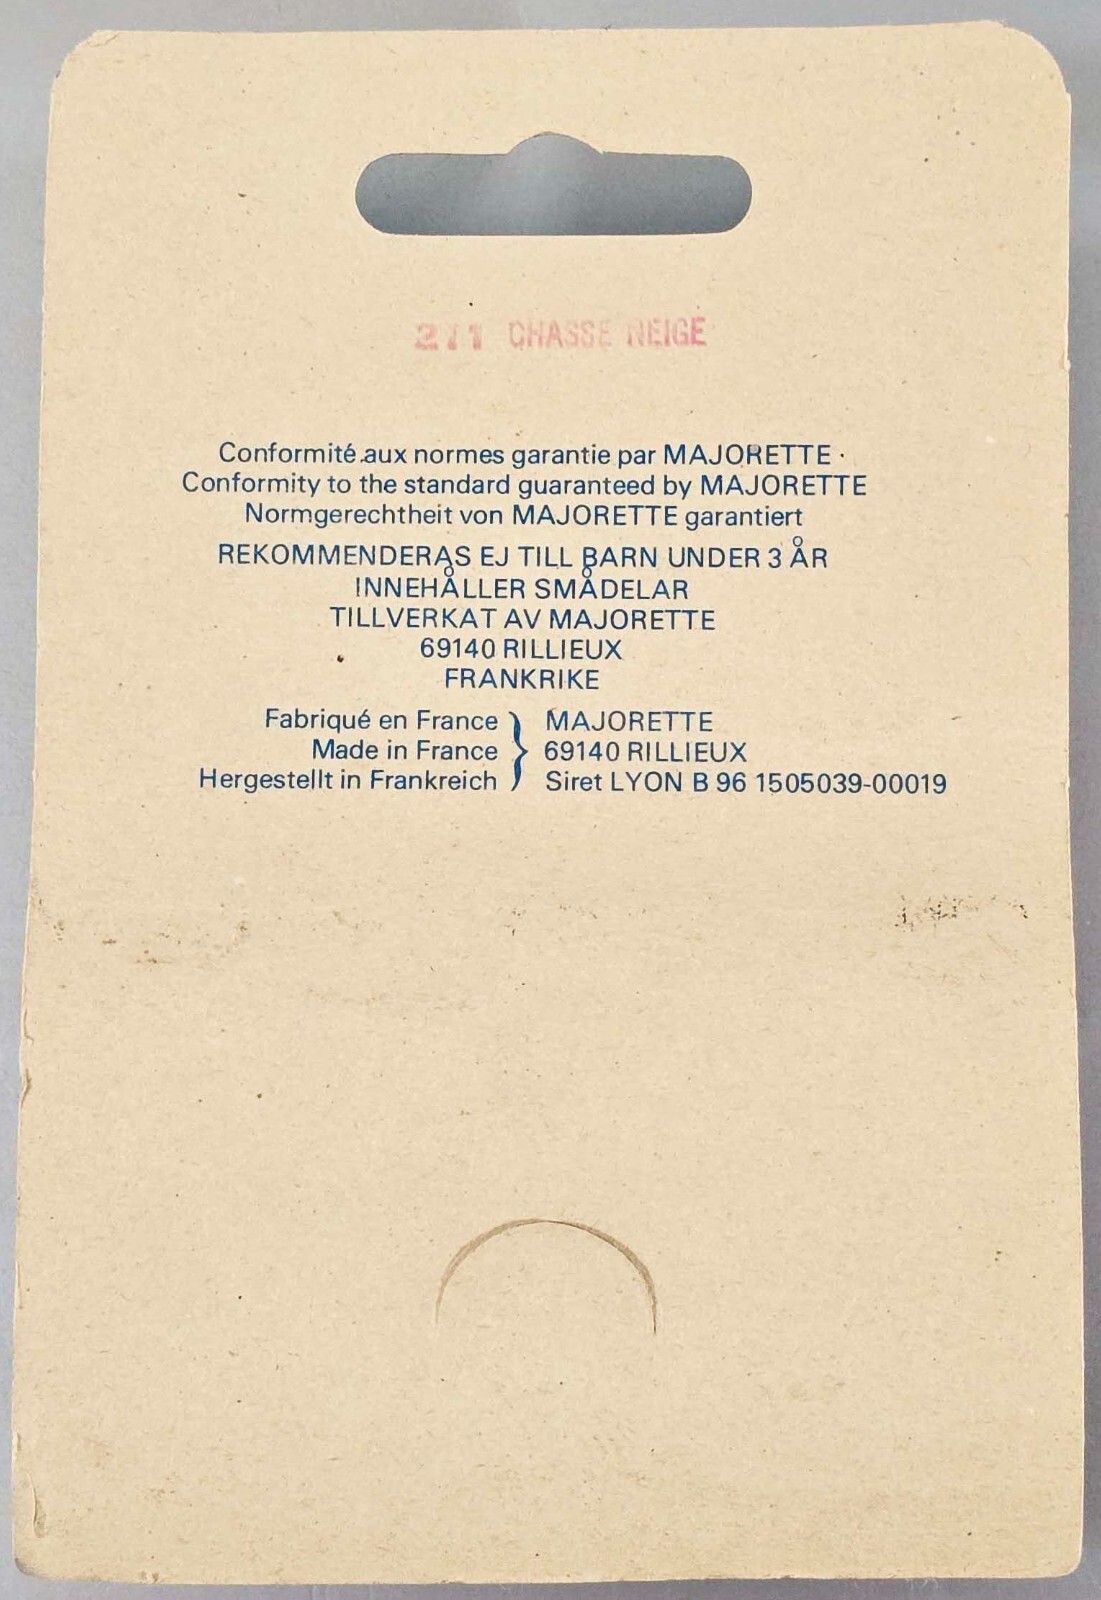 211 CHASSE NEIGE
Conformité aux normes garantie par MAJORETTE
Conformity to the standard guaranteed by MAJORETTE
Normgerechtheit von MAJORETTE garantiert
REKOMMENDERAS EJ TILL BARN UNDER 3 ÅR
INNEHÅLLER SMÅDELAR
TILLVERKAT AV MAJORETTE
69140 RILLIEUX
FRANKRIKE
Fabriqué en France } MAJORETTE
Made in France } 69140 RILLIEUX
Hergestellt in Frankreich } Siret LYON B 96 1505039-00019